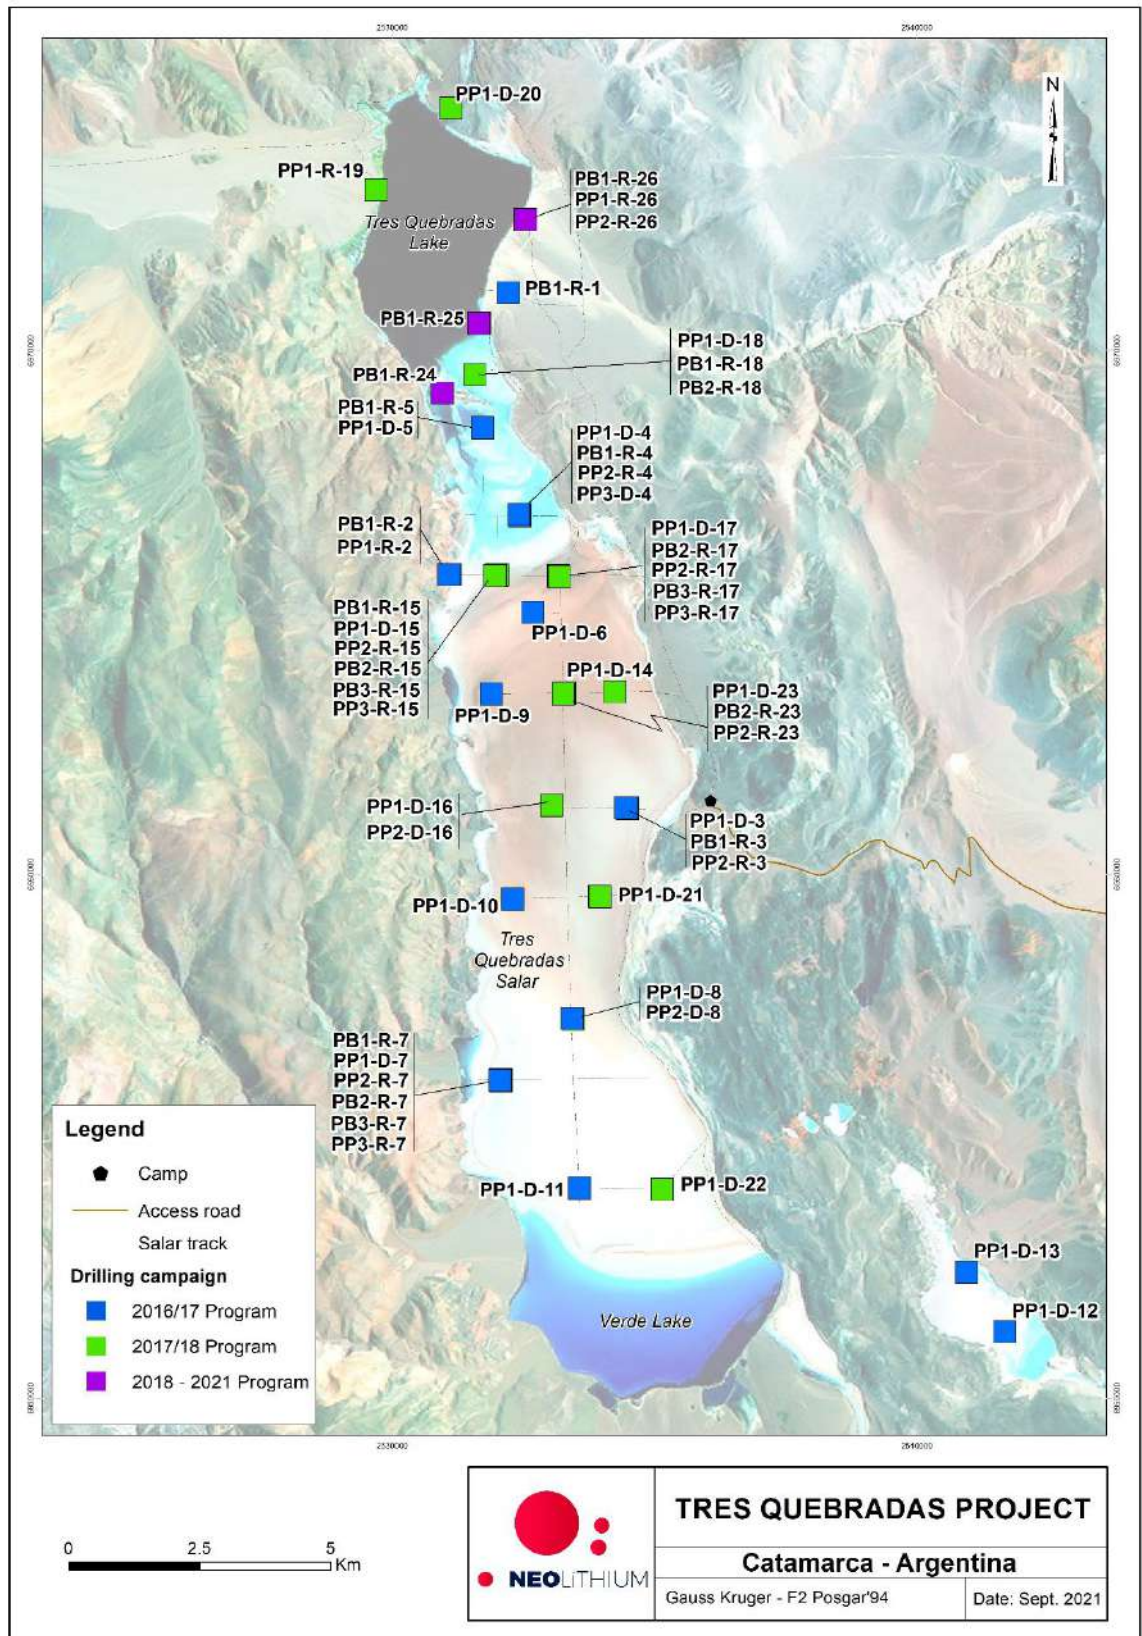 2530000
2540000
PP1-D-20
PP1-R-19
PB1-R-26
PP1-R-26
PP2-R-26
Tres Quebradas
Lake
PB1-R-1
PB1-R-25
PP1-D-18
PB1-R-18
PB2-R-18
PB1-R-24
PB1-R-5
PP1-D-5
PP1-D-4
PB1-R-4
PP2-R-4
PP3-D-4
PB1-R-2
PP1-R-2
PP1-D-17
PB2-R-17
PP2-R-17
PB3-R-17
PP3-R-17
PB1-R-15
PP1-D-15
PP2-R-15
PB2-R-15
PB3-R-15
PP3-R-15
PP1-D-6
PP1-D-14
PP1-D-9
PP1-D-23
PB2-R-23
PP2-R-23
PP1-D-16
PP2-D-16
PP1-D-3
PB1-R-3
PP2-R-3
PP1-D-10
PP1-D-21
Tres
Quebradas
Salar
PP1-D-8
PP2-D-8
PB1-R-7
PP1-D-7
PP2-R-7
PB2-R-7
PB3-R-7
PP3-R-7
PP1-D-11
PP1-D-22
PP1-D-13
PP1-D-12
Verde Lake
Legend
Camp
Access road
Salar track
Drilling campaign
2016/17 Program
2017/18 Program
2018 - 2021 Program
2530000
2540000
N
0 2.5 5
Km
NEOLITHIUM
TRES QUEBRADAS PROJECT
Catamarca - Argentina
Gauss Kruger - F2 Posgar'94
Date: Sept. 2021